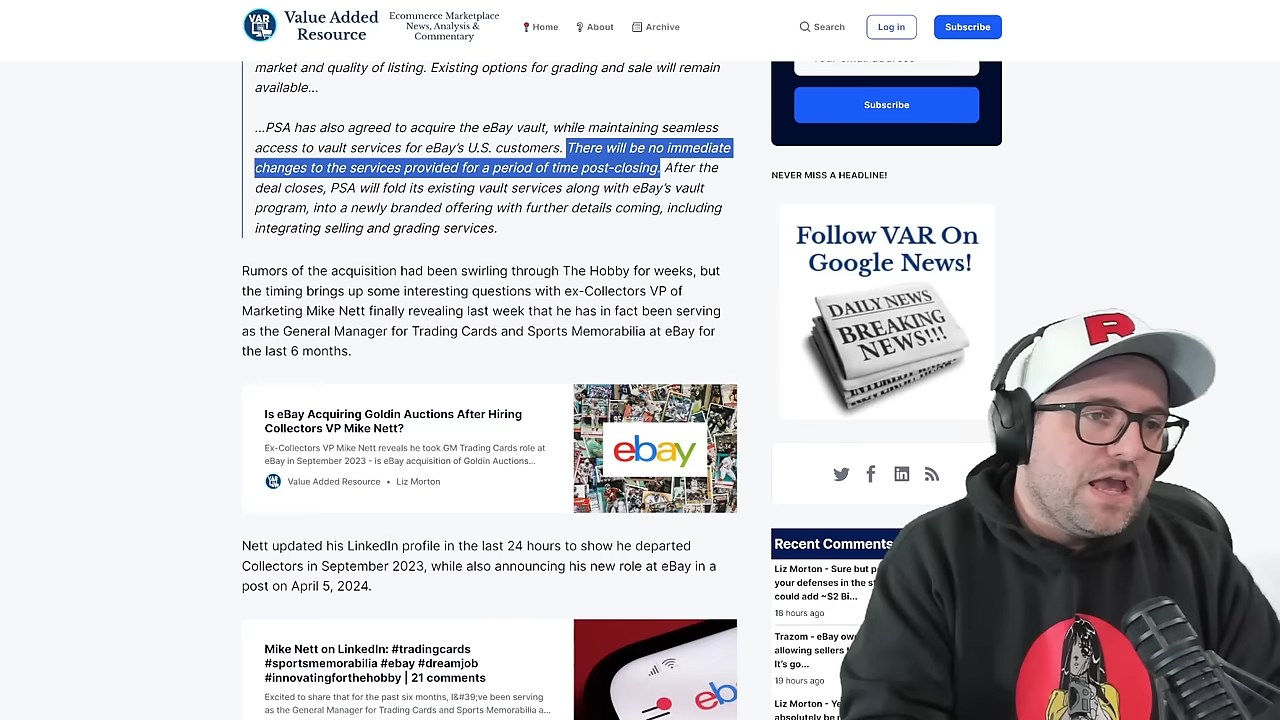 VAR
Value Added
Resource
Ecommerce Marketplace
News, Analysis &
Commentary
Home
About
Archive
Search
Log in
Subscribe
market and quality of listing. Existing options for grading and sale will remain
available...
...PSA has also agreed to acquire the eBay vault, while maintaining seamless
access to vault services for eBay's U.S. customers. There will be no immediate
changes to the services provided for a period of time post-closing. After the
deal closes, PSA will fold its existing vault services along with eBay's vault
program, into a newly branded offering with further details coming, including
integrating selling and grading services.
Rumors of the acquisition had been swirling through The Hobby for weeks, but
the timing brings up some interesting questions with ex-Collectors VP of
Marketing Mike Nett finally revealing last week that he has in fact been serving
as the General Manager for Trading Cards and Sports Memorabilia at eBay for
the last 6 months.
Is eBay Acquiring Goldin Auctions After Hiring
Collectors VP Mike Nett?
Ex-Collectors VP Mike Nett reveals he took GM Trading Cards role at
eBay in September 2023 - is eBay acquisition of Goldin Auctions...
Value Added Resource • Liz Morton
ebay
Nett updated his LinkedIn profile in the last 24 hours to show he departed
Collectors in September 2023, while also announcing his new role at eBay in a
post on April 5, 2024.
Mike Nett on LinkedIn: #tradingcards
#sportsmemorabilia #ebay #dreamjob
#innovatingforthehobby | 21 comments
Excited to share that for the past six months, I&#39;ve been serving
as the General Manager for Trading Cards and Sports Memorabilia a...
eb
Subscribe
NEVER MISS A HEADLINE!
Follow VAR On
Google News!
DAILY NEWS
BREAKING
NEWS!!!
Recent Comments
Liz Morton - Sure but
your defenses in the
could add ~$2 Bi...
18 hours ago
Trazom - eBay
allowing sellers
It's go...
19 hours ago
Liz Morton -
absolutely be
R